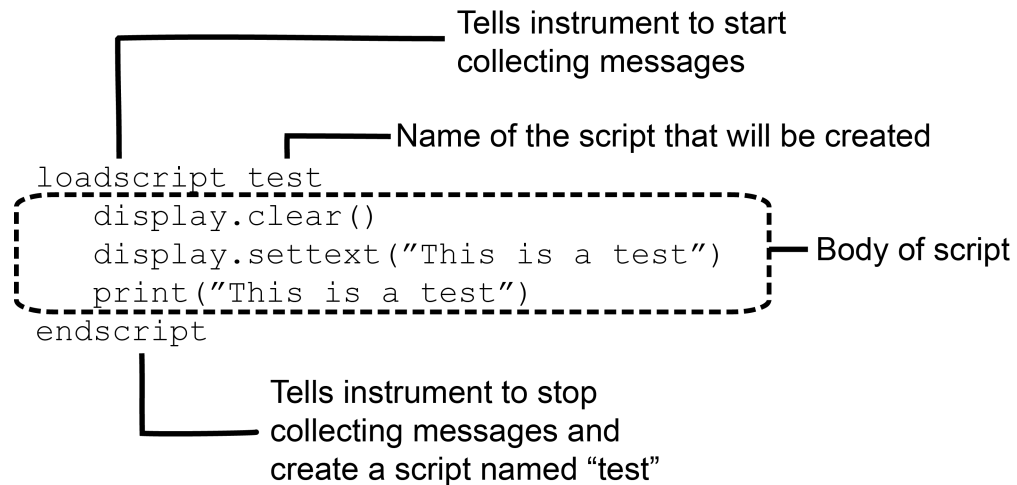 Tells instrument to start
collecting messages
Name of the script that will be created
loadscript test
display.clear()
display.settext(”This is a test”)
print(”This is a test”)
endscript
Body of script
Tells instrument to stop
collecting messages and
create a script named “test”